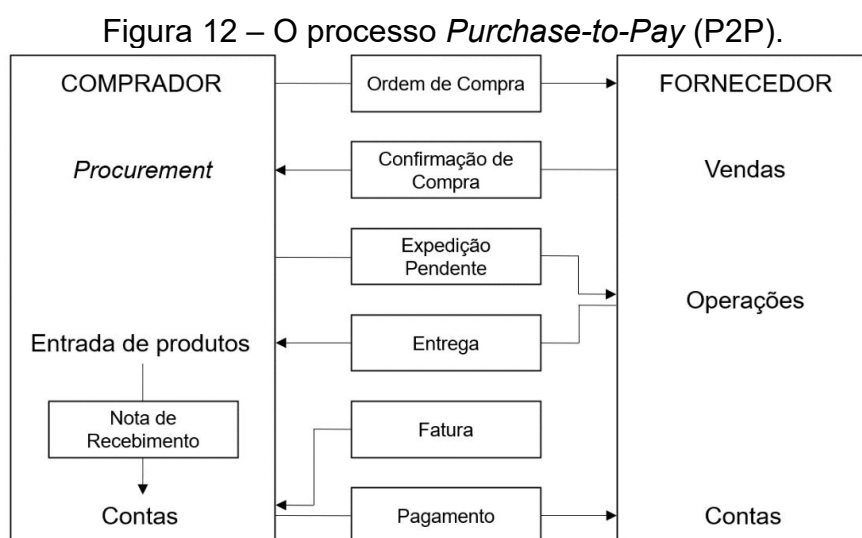 Figura 12 – O processo Purchase-to-Pay (P2P).
COMPRADOR
Ordem de Compra
FORNECEDOR
Procurement
Confirmação de
Compra
Vendas
Expedição
Pendente
Operações
Entrada de produtos
Entrega
Nota de
Recebimento
Fatura
Contas
Pagamento
Contas